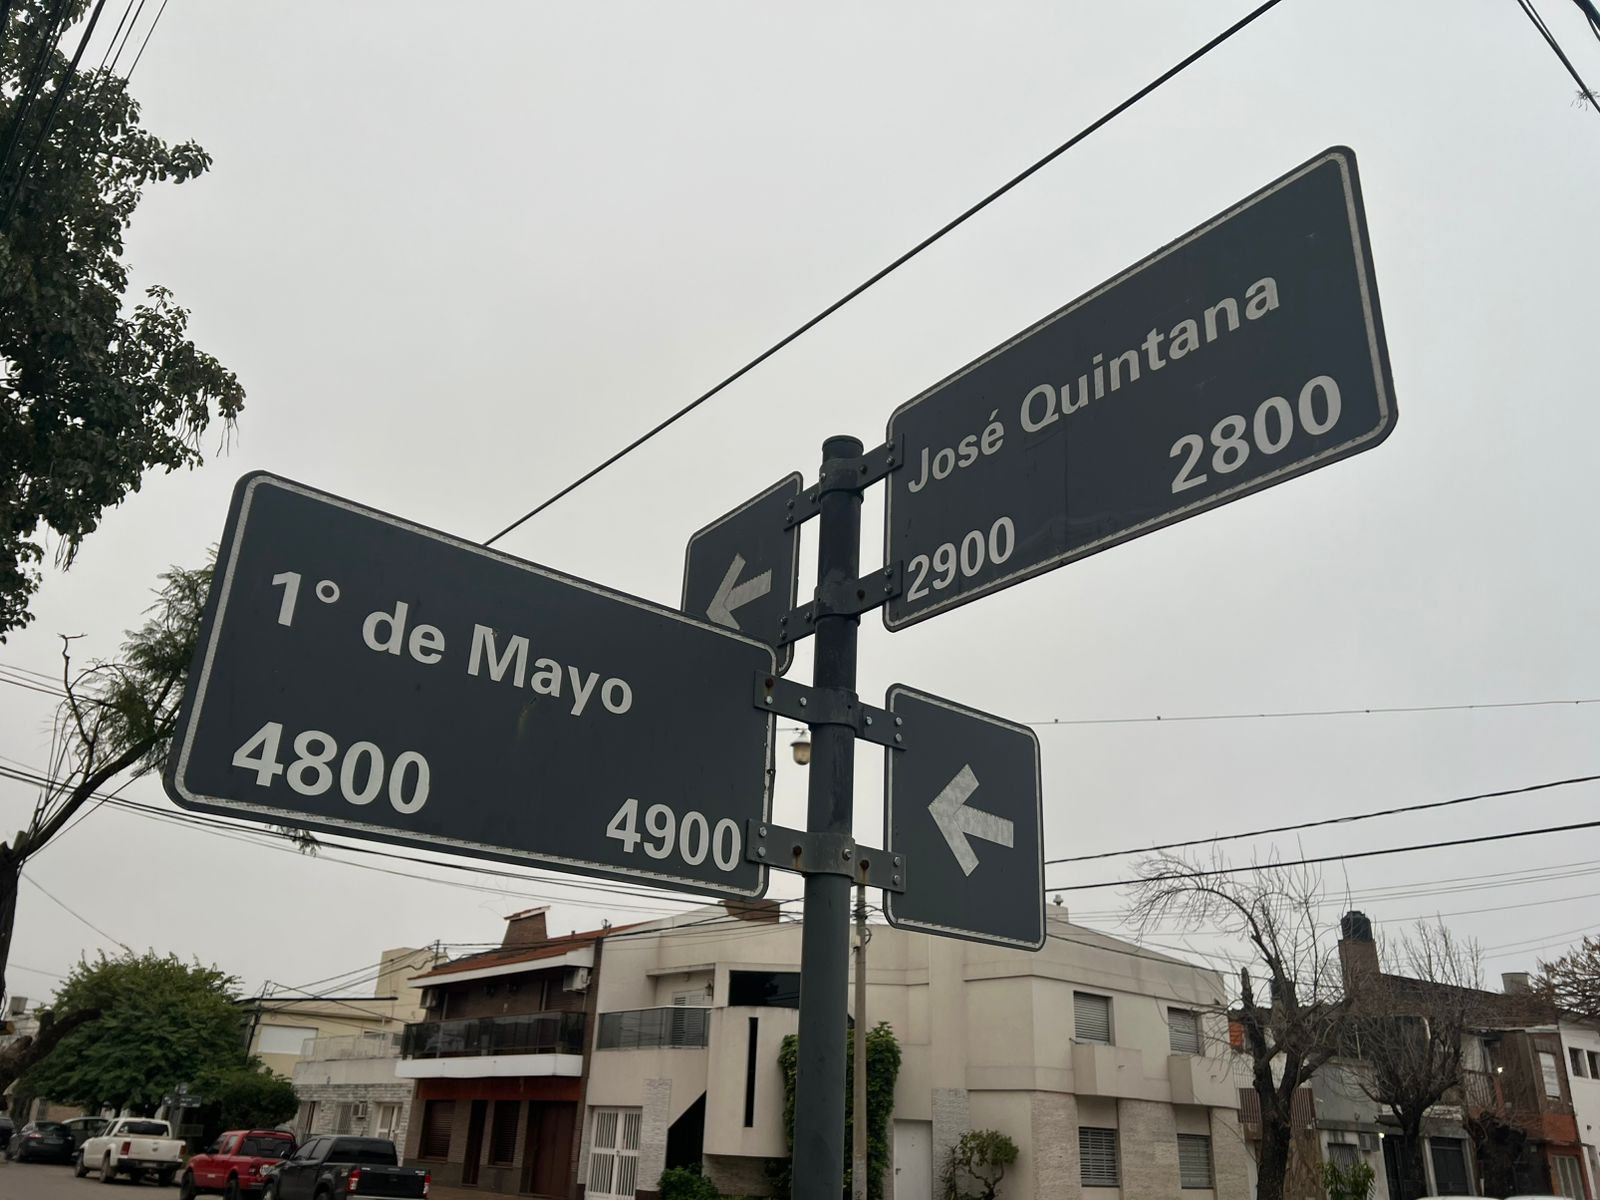 1° de Mayo
4800 4900
José Quintana
2900 2800